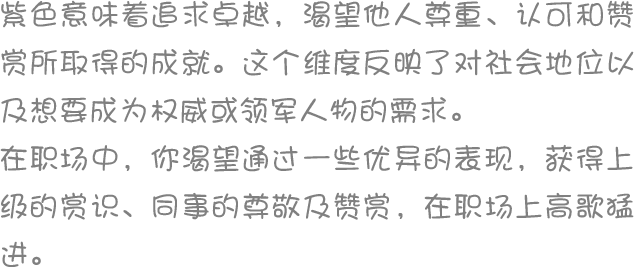 紫色意味着追求卓越，渴望他人尊重、认可和赞
赏所取得的成就。这个维度反映了对社会地位以
及想要成为权威或领军人物的需求。
在职场中，你渴望通过一些优异的表现，获得上
级的赏识、同事的尊敬及赞赏，在职场上高歌猛
进。